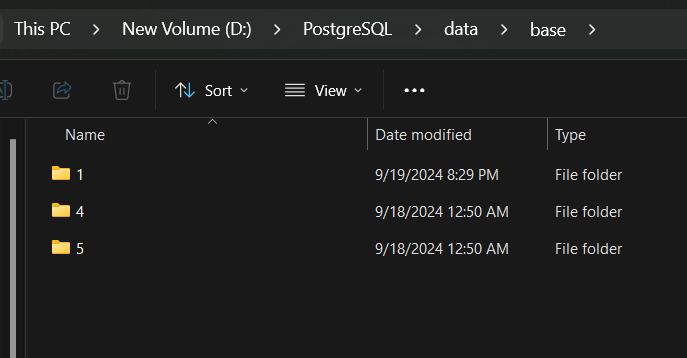 This PC > New Volume (D:) > PostgreSQL > data > base >
Sort View ...
Name Date modified Type
1 9/19/2024 8:29 PM File folder
4 9/18/2024 12:50 AM File folder
5 9/18/2024 12:50 AM File folder